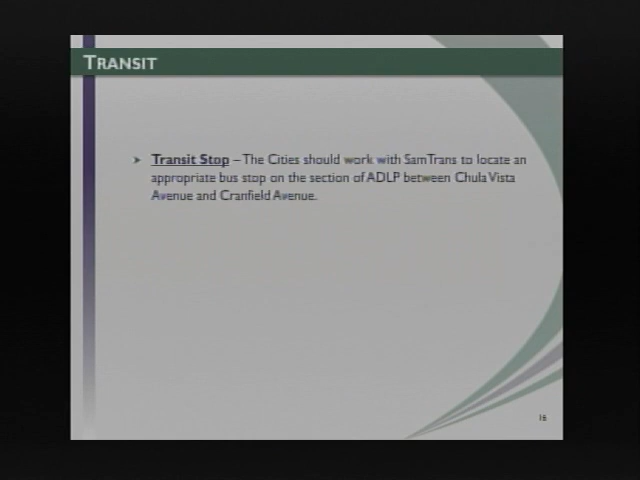 TRANSIT
Transit Stop – The Cities should work with SamTrans to locate an
appropriate bus stop on the section of ADLP between Chula Vista
Avenue and Cranfield Avenue.
16